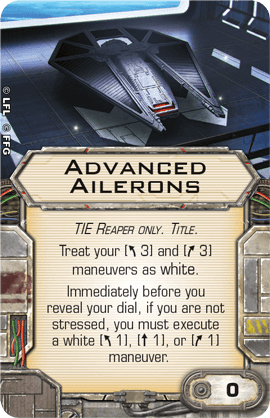 © LFL © FFG
ADVANCED
AILERONS
TIE REAPER ONLY. TITLE.
Treat your [↖ 3] and [↗ 3]
maneuvers as white.
Immediately before you
reveal your dial, if you are not
stressed, you must execute
a white [↖ 1], [↑ 1], or [↗ 1]
maneuver.
0